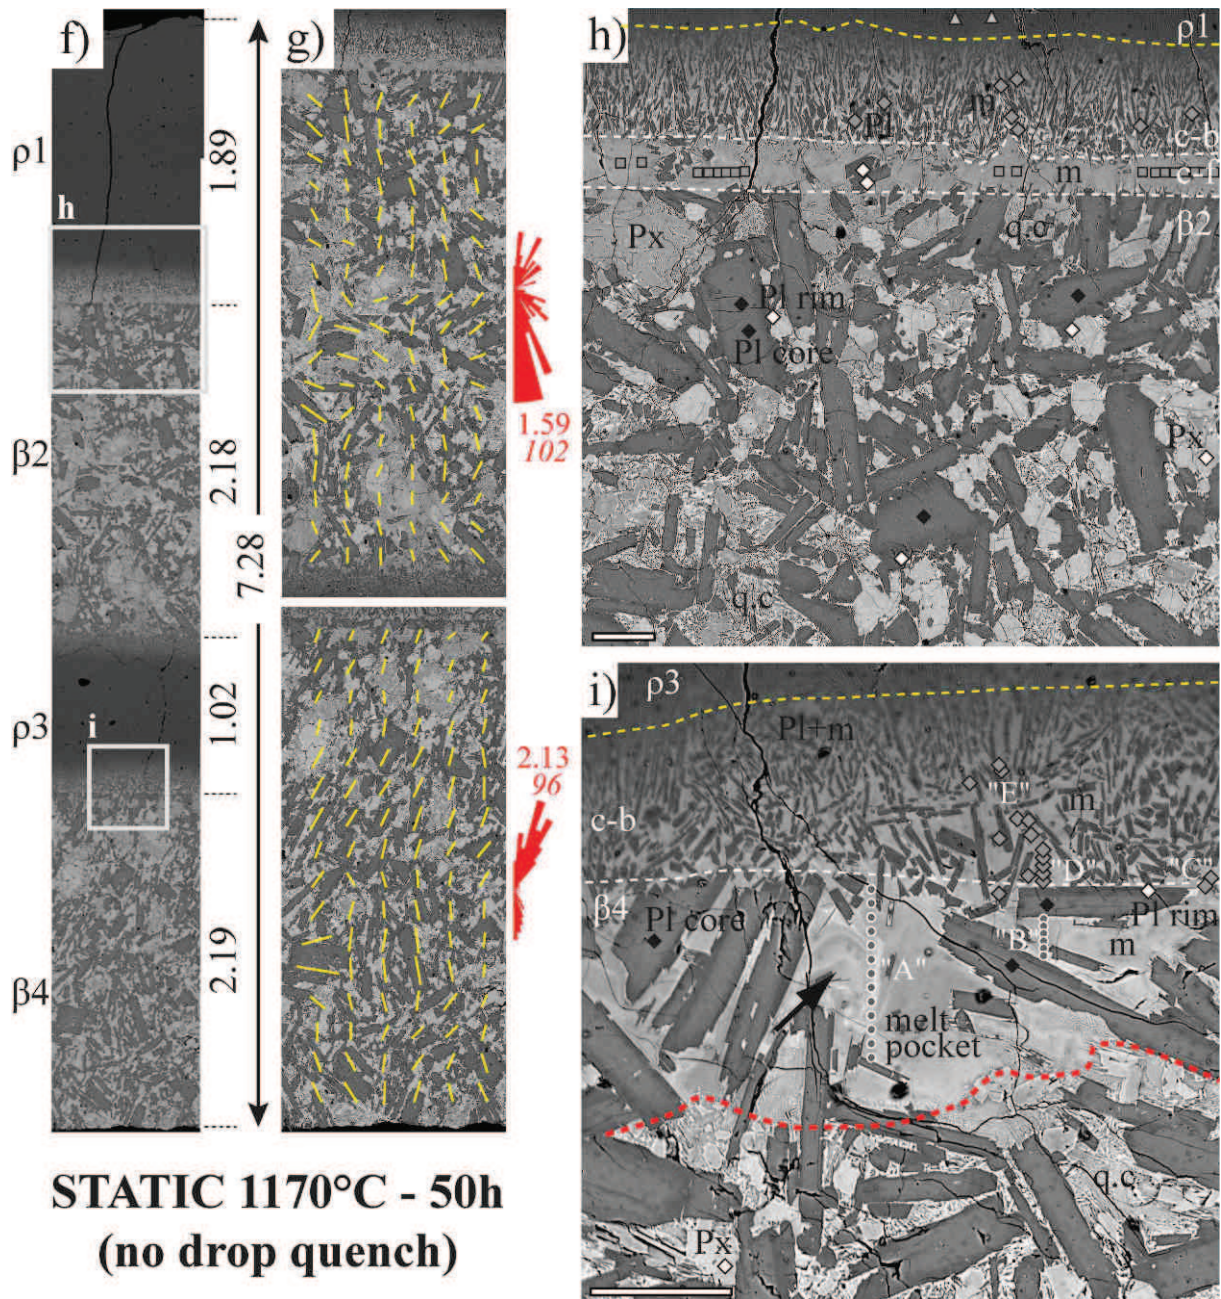 f)
ρ1
h
1.89
β2
2.18
7.28
ρ3
i
1.02
β4
2.19
STATIC 1170°C - 50h
(no drop quench)
g)
1.59
102
2.13
96
h)
ρ1
m
Pl
c-b
c-f
m
β2
Px
q.c
Pl rim
Pl core
Px
q.c
i)
ρ3
Pl+m
"E"
m
c-b
"D"
"C"
β4
Pl core
Pl rim
"B"
m
"A"
melt-
pocket
q.c
Px